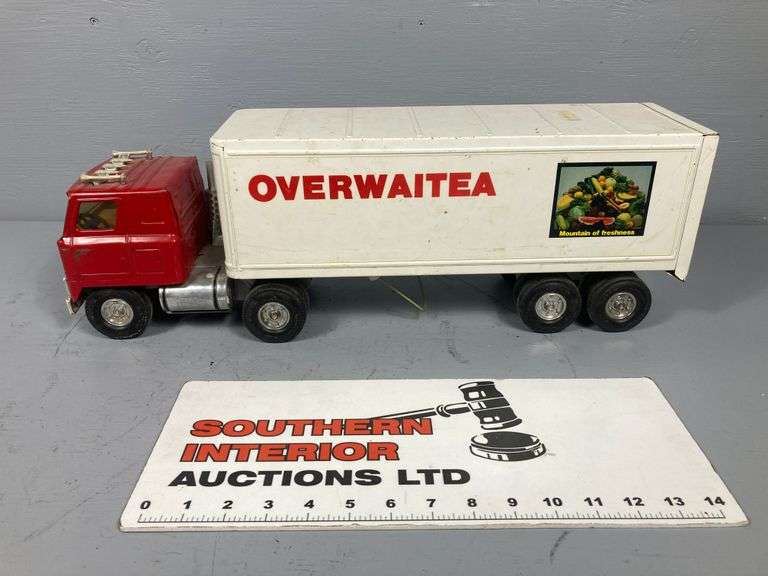 OVERWAITEA
Mountain of freshness
SOUTHERN
INTERIOR
AUCTIONS LTD
0 1 2 3 4 5 6 7 8 9 10 11 12 13 14